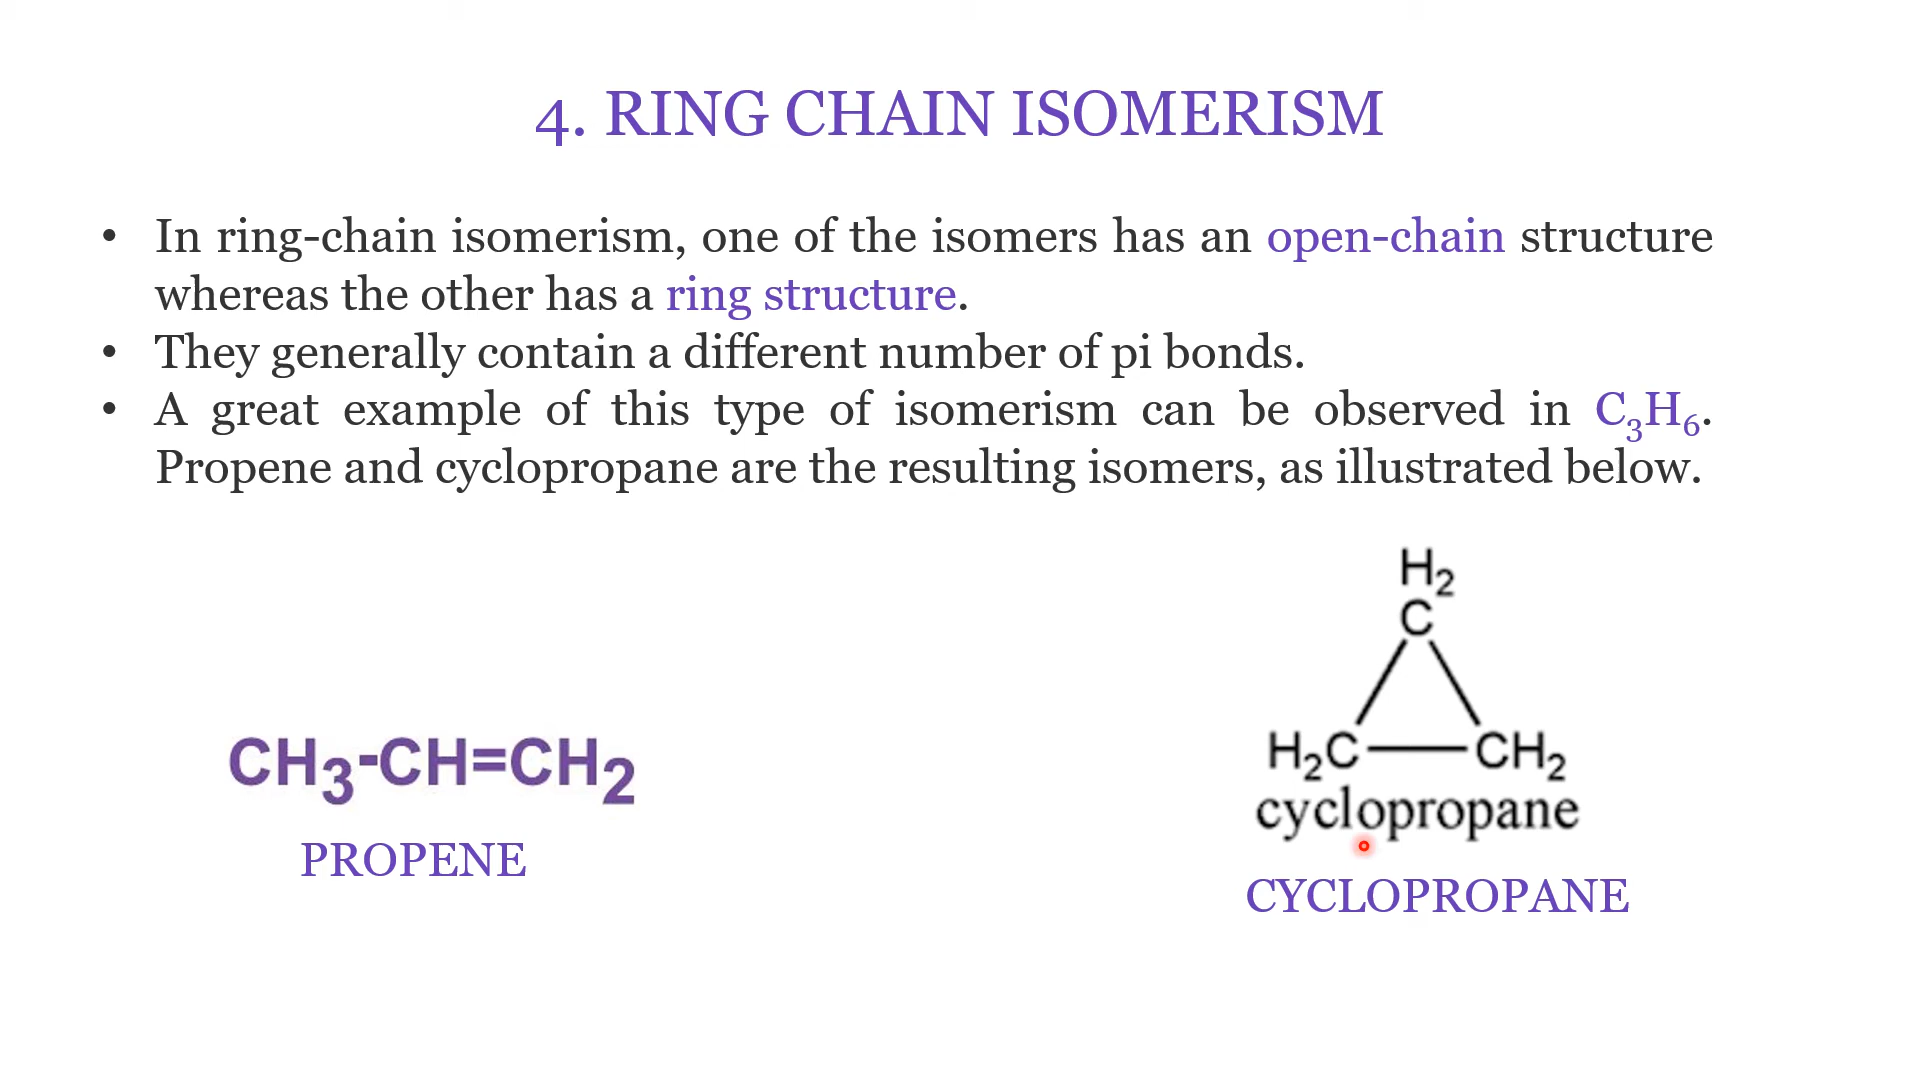 4. RING CHAIN ISOMERISM
• In ring-chain isomerism, one of the isomers has an open-chain structure
whereas the other has a ring structure.
• They generally contain a different number of pi bonds.
• A great example of this type of isomerism can be observed in C₃H₆.
Propene and cyclopropane are the resulting isomers, as illustrated below.
H₂
C
H₂C CH₂
cyclopropane
CH₃-CH=CH₂
PROPENE
CYCLOPROPANE